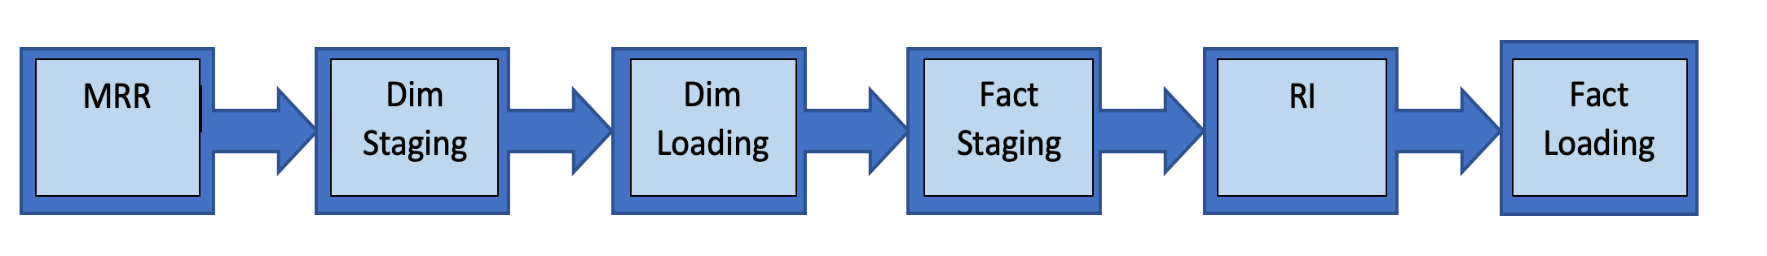 MRR
Dim
Staging
Dim
Loading
Fact
Staging
RI
Fact
Loading